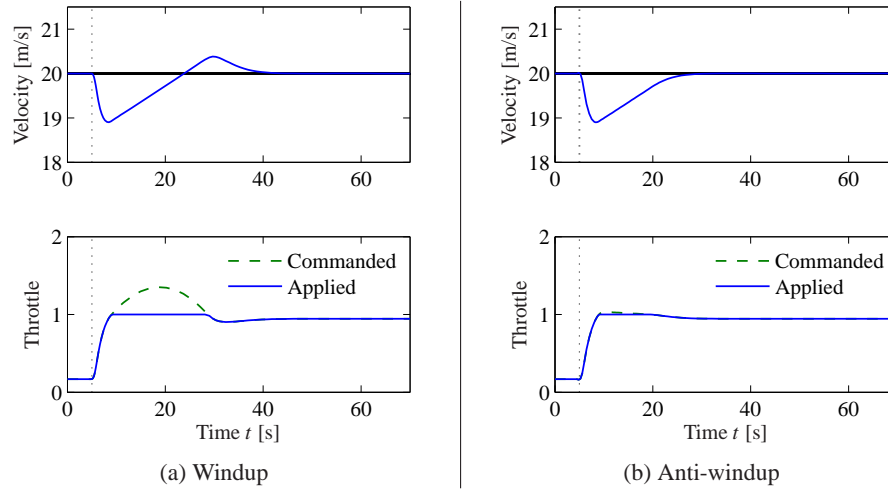 21
20
19
18
Velocity [m/s]
0 20 40 60
2
1
0
Throttle
Commanded
Applied
0 20 40 60
Time t [s]
(a) Windup
21
20
19
18
Velocity [m/s]
0 20 40 60
2
1
0
Throttle
Commanded
Applied
0 20 40 60
Time t [s]
(b) Anti-windup